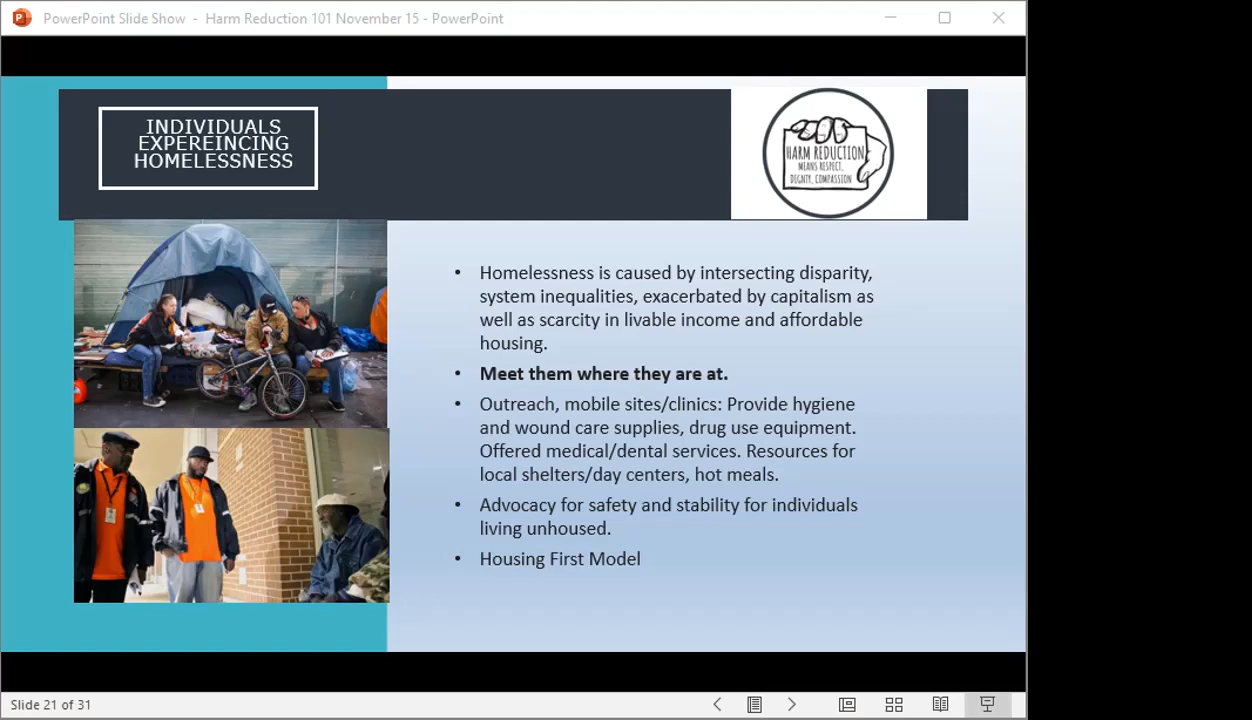 PowerPoint Slide Show - Harm Reduction 101 November 15 - PowerPoint
INDIVIDUALS
EXPEREINCING
HOMELESSNESS
HARM REDUCTION
MEANS RESPECT,
DIGNITY, COMPASSION
• Homelessness is caused by intersecting disparity,
system inequalities, exacerbated by capitalism as
well as scarcity in livable income and affordable
housing.
• Meet them where they are at.
• Outreach, mobile sites/clinics: Provide hygiene
and wound care supplies, drug use equipment.
Offered medical/dental services. Resources for
local shelters/day centers, hot meals.
• Advocacy for safety and stability for individuals
living unhoused.
• Housing First Model
Slide 21 of 31